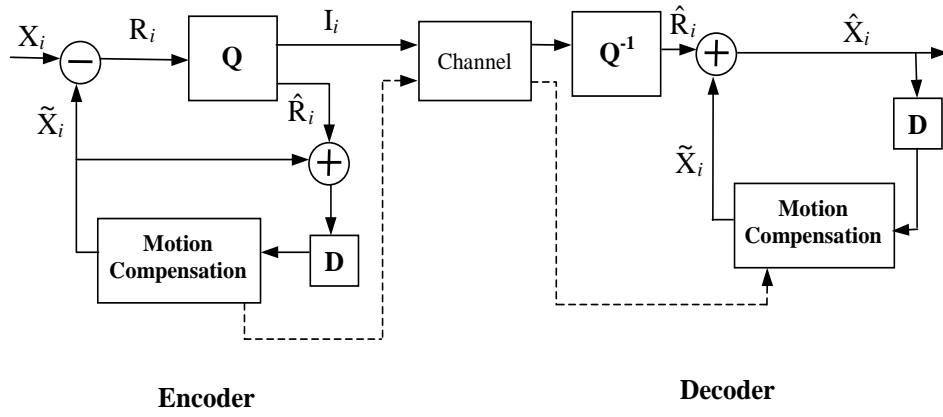 Xᵢ
−
Rᵢ
Q
Iᵢ
R̂ᵢ
X̃ᵢ
+
D
Motion
Compensation
Channel
Q⁻¹
R̂ᵢ
+
X̂ᵢ
D
X̃ᵢ
Motion
Compensation
Encoder
Decoder